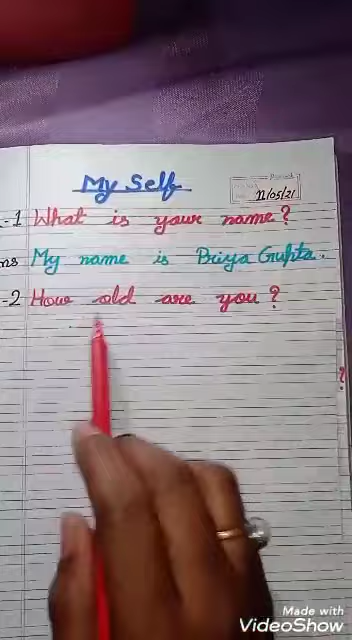 My Self
11/05/21
-1 What is your name?
ns My name is Priya Gupta.
-2 How old are you?
?
Made with
VideoShow